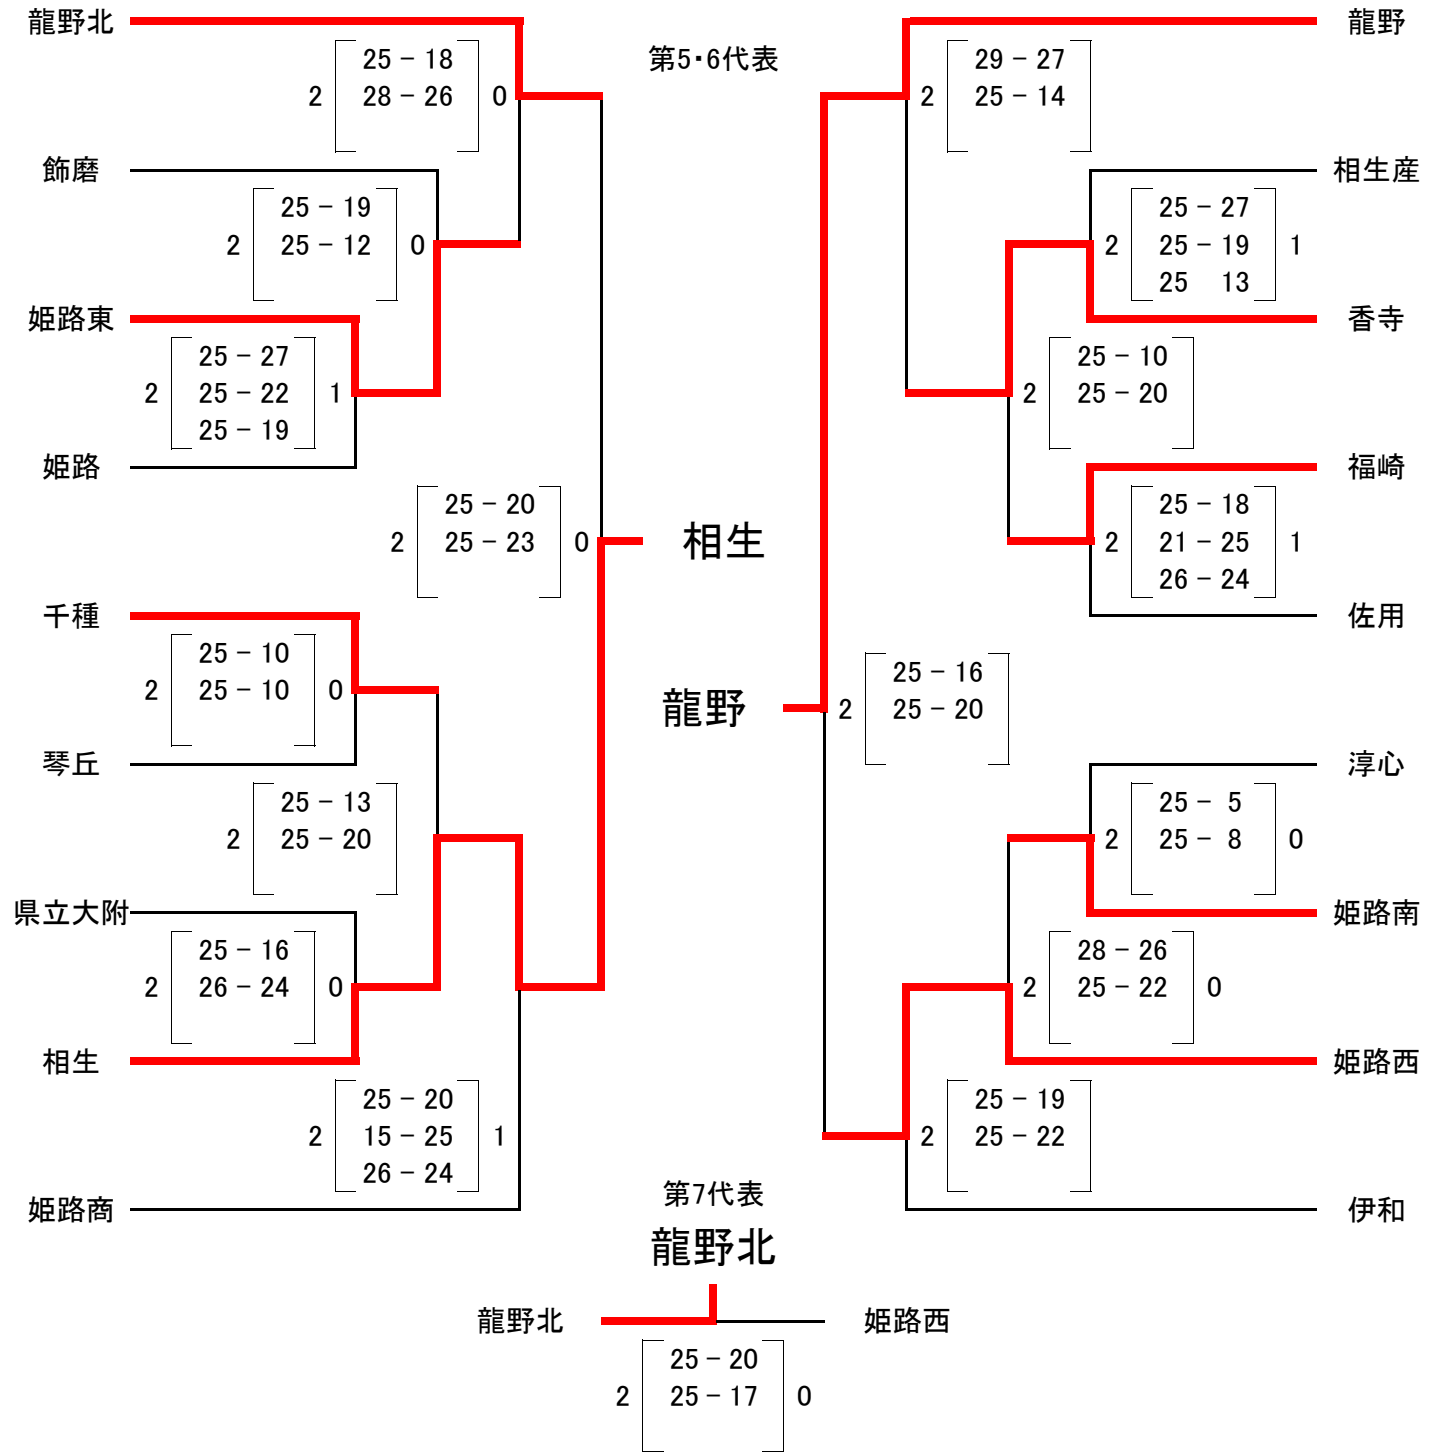 龍野北
25 − 18
2 28 − 26 0
飾磨
25 − 19
2 25 − 12 0
姫路東
25 − 27
2 25 − 22 1
25 − 19
姫路
25 − 20
2 25 − 23 0
千種
25 − 10
2 25 − 10 0
琴丘
25 − 13
2 25 − 20
県立大附
25 − 16
2 26 − 24 0
相生
25 − 20
2 15 − 25 1
26 − 24
姫路商
第5・6代表
相生
龍野
龍野
29 − 27
2 25 − 14
相生産
25 − 27
2 25 − 19 1
25 13
香寺
25 − 10
2 25 − 20
福崎
25 − 18
2 21 − 25 1
26 − 24
佐用
25 − 16
2 25 − 20
淳心
25 − 5
2 25 − 8 0
姫路南
28 − 26
2 25 − 22 0
姫路西
25 − 19
2 25 − 22
伊和
第7代表
龍野北
龍野北 姫路西
25 − 20
2 25 − 17 0